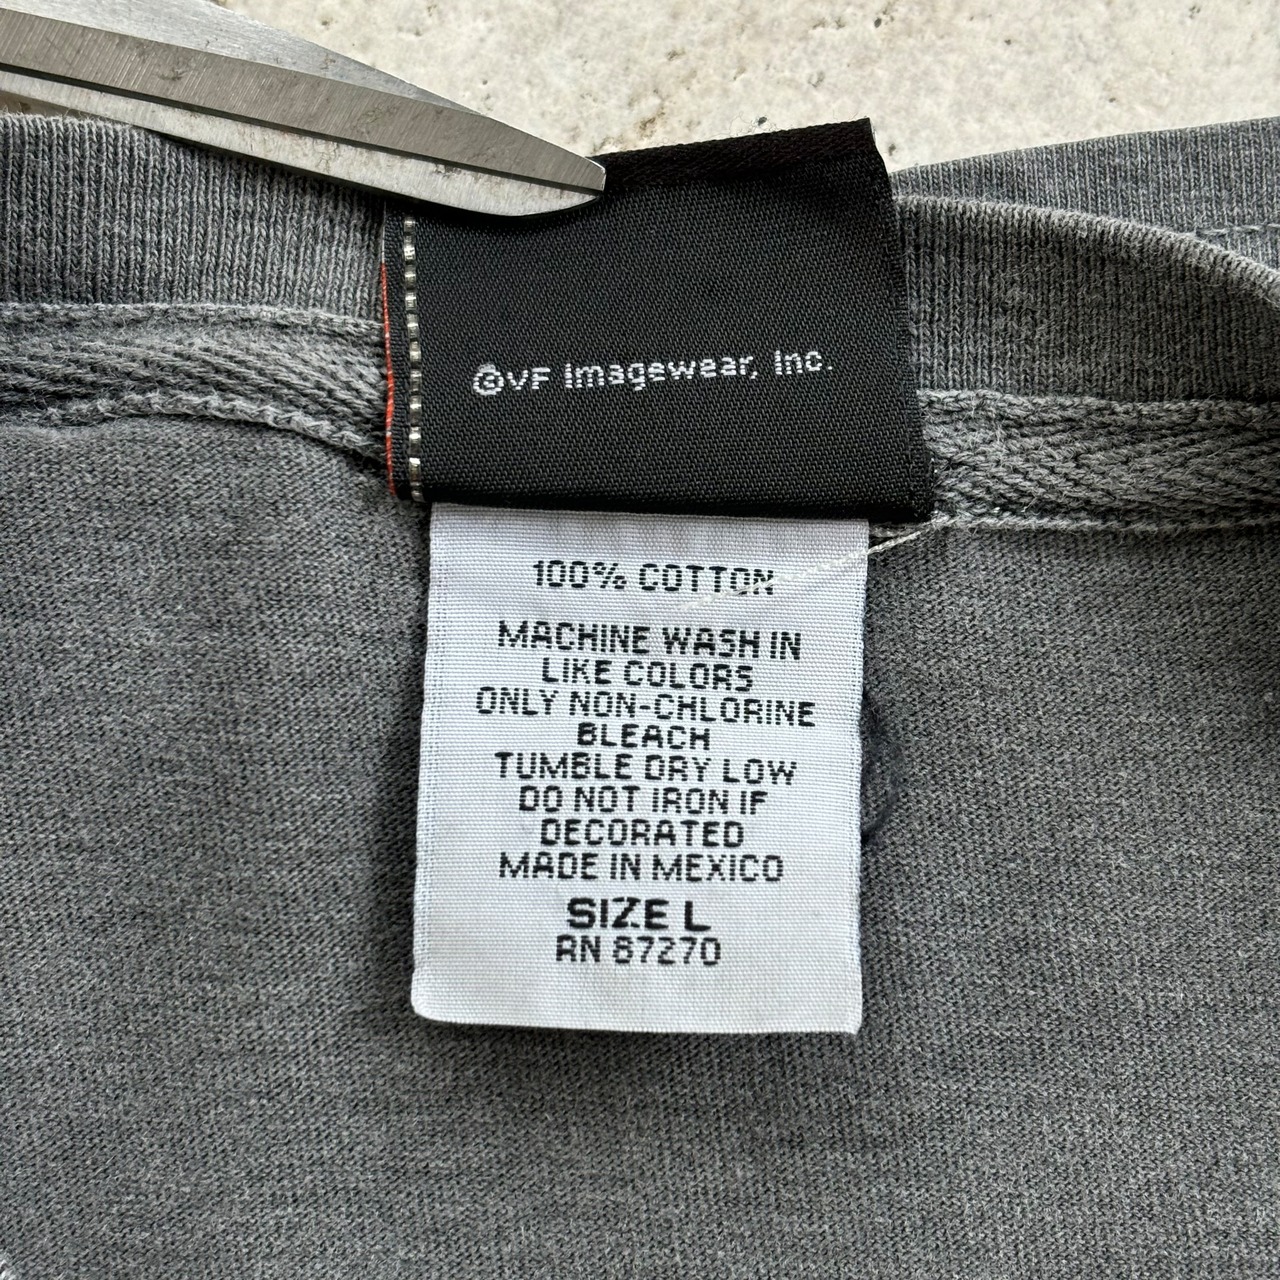 ©VF Imagewear, Inc.
100% COTTON
MACHINE WASH IN
LIKE COLORS
ONLY NON-CHLORINE
BLEACH
TUMBLE DRY LOW
DO NOT IRON IF
DECORATED
MADE IN MEXICO
SIZE L
RN 87270